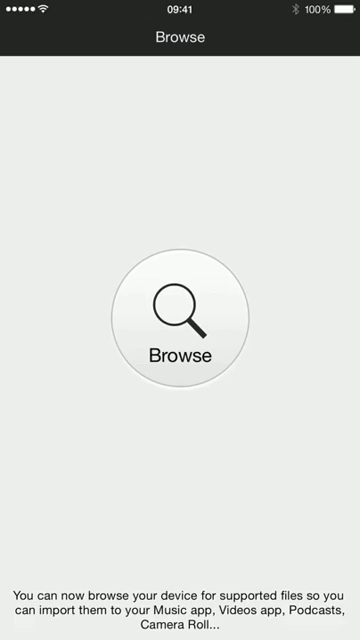 09:41
100%
Browse
Browse
You can now browse your device for supported files so you
can import them to your Music app, Videos app, Podcasts,
Camera Roll...